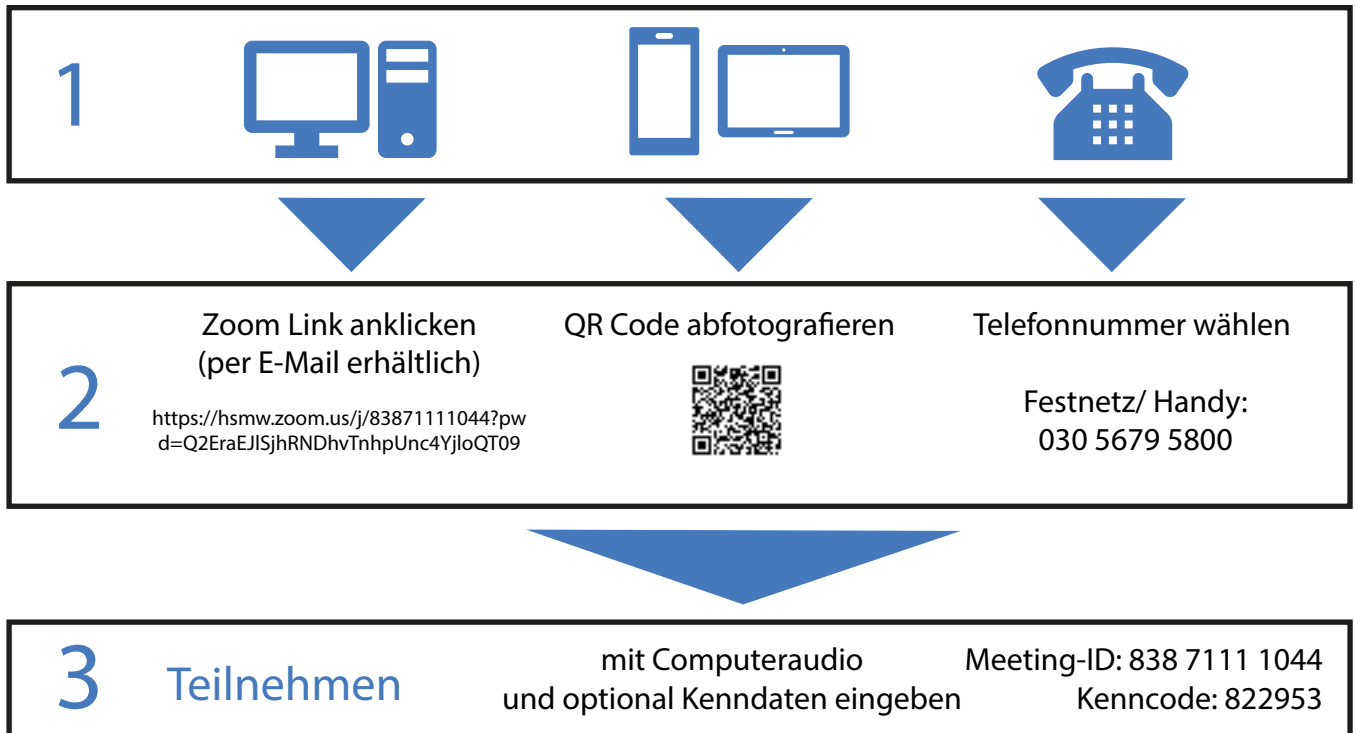 1
2
Zoom Link anklicken
(per E-Mail erhältlich)
https://hsmw.zoom.us/j/83871111044?pw
d=Q2EraEJlSjhRNDhvTnhpUnc4YjloQT09
QR Code abfotografieren
Telefonnummer wählen
Festnetz/ Handy:
030 5679 5800
3
Teilnehmen
mit Computeraudio
und optional Kenndaten eingeben
Meeting-ID: 838 7111 1044
Kenncode: 822953